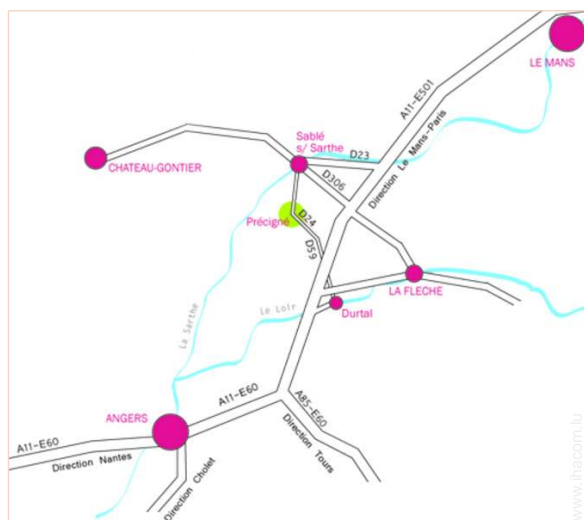 LE MANS
A11-E501
Direction Le Mans-Paris
Sablé
s/ Sarthe
D23
CHATEAU-GONTIER
D306
Précigné
D24
D59
LA FLECHE
Durtal
Le Loir
La Sarthe
ANGERS
A11-E60
A85-E60
Direction Tours
A11-E60
Direction Nantes
Direction Cholet
www.ihacom.lu